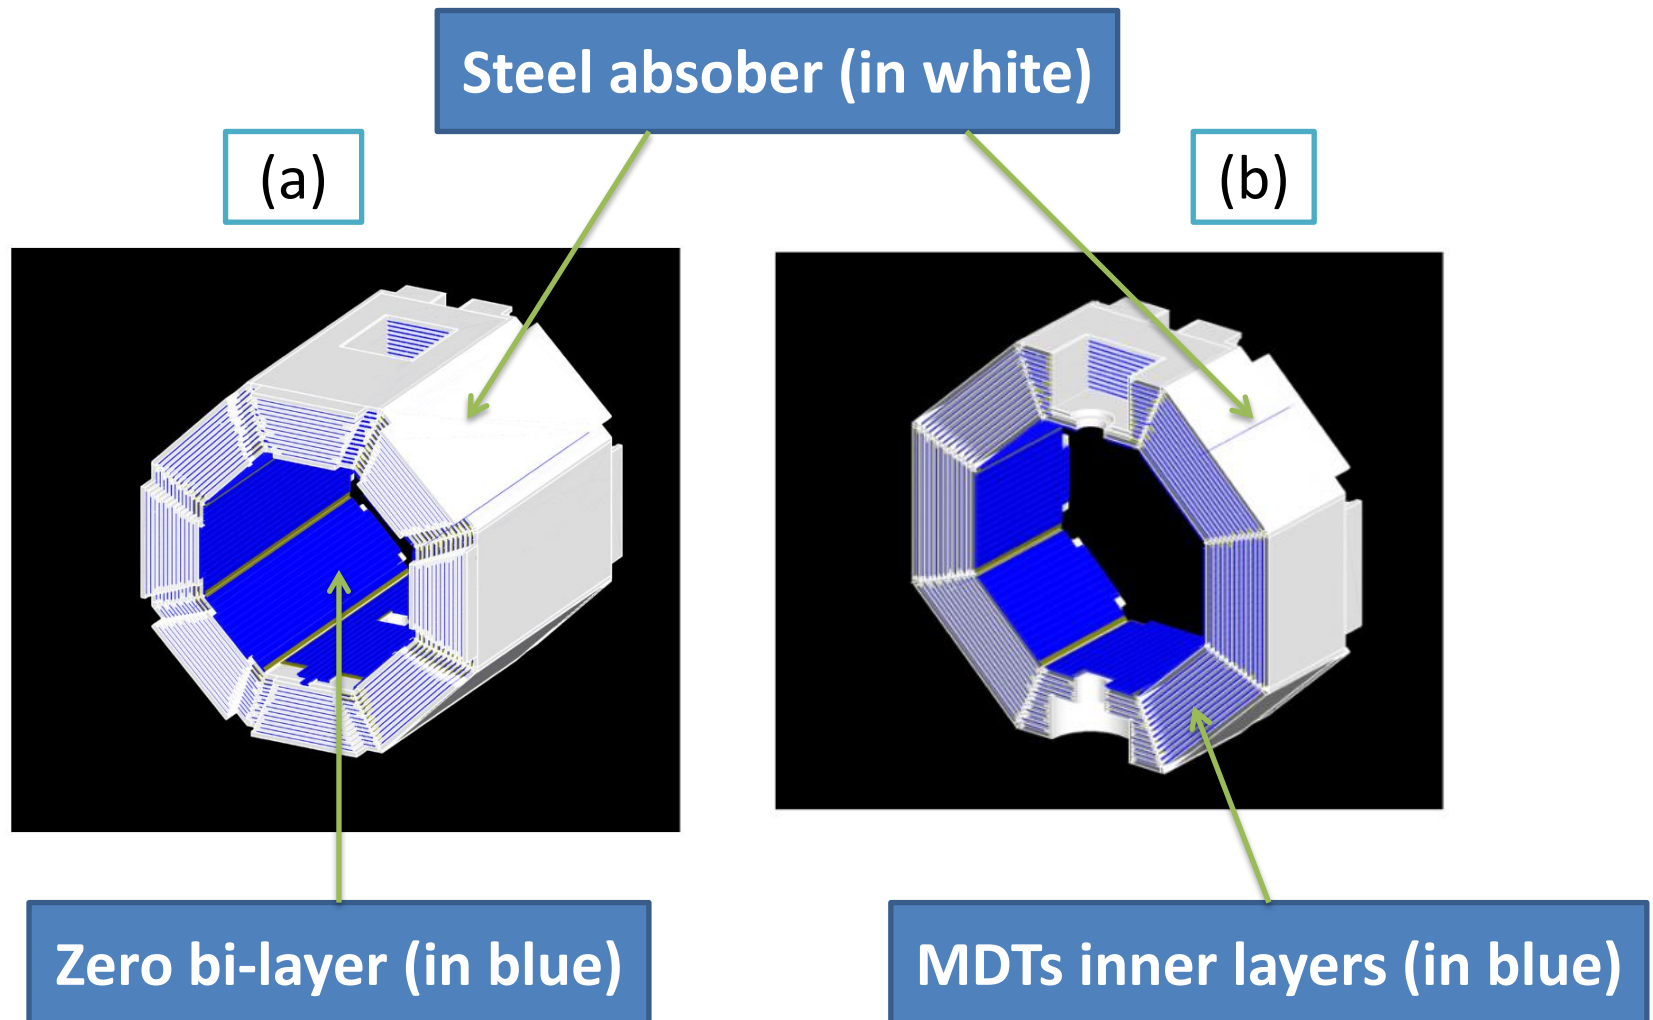 Steel absober (in white)
(a)
(b)
Zero bi-layer (in blue)
MDTs inner layers (in blue)